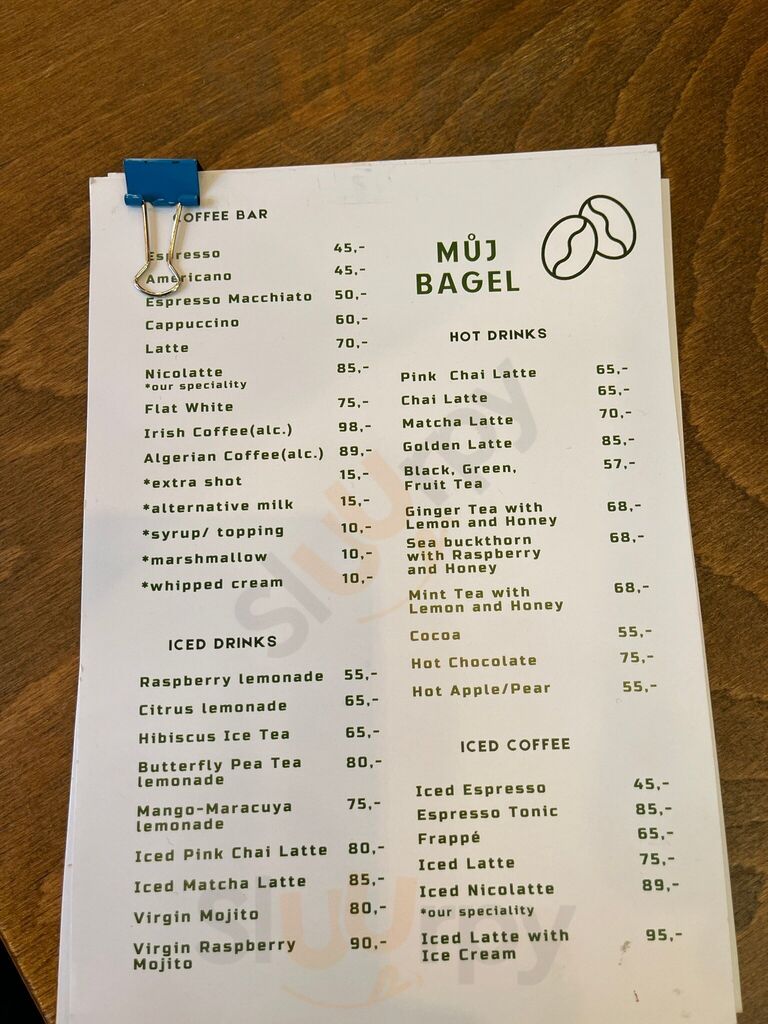 COFFEE BAR
Espresso 45,-
Americano 45,-
Espresso Macchiato 50,-
Cappuccino 60,-
Latte 70,-
Nicolatte 85,-
*our speciality
Flat White 75,-
Irish Coffee(alc.) 98,-
Algerian Coffee(alc.) 89,-
*extra shot 15,-
*alternative milk 15,-
*syrup/ topping 10,-
*marshmallow 10,-
*whipped cream 10,-
ICED DRINKS
Raspberry lemonade 55,-
Citrus lemonade 65,-
Hibiscus Ice Tea 65,-
Butterfly Pea Tea 80,-
lemonade
Mango-Maracuya 75,-
lemonade
Iced Pink Chai Latte 80,-
Iced Matcha Latte 85,-
Virgin Mojito 80,-
Virgin Raspberry 90,-
Mojito
MŮJ
BAGEL
HOT DRINKS
Pink Chai Latte 65,-
Chai Latte 65,-
Matcha Latte 70,-
Golden Latte 85,-
Black, Green, 57,-
Fruit Tea
Ginger Tea with 68,-
Lemon and Honey
Sea buckthorn 68,-
with Raspberry
and Honey
Mint Tea with 68,-
Lemon and Honey
Cocoa 55,-
Hot Chocolate 75,-
Hot Apple/Pear 55,-
ICED COFFEE
Iced Espresso 45,-
Espresso Tonic 85,-
Frappé 65,-
Iced Latte 75,-
Iced Nicolatte 89,-
*our speciality
Iced Latte with 95,-
Ice Cream
Sluurpy
Sluurpy